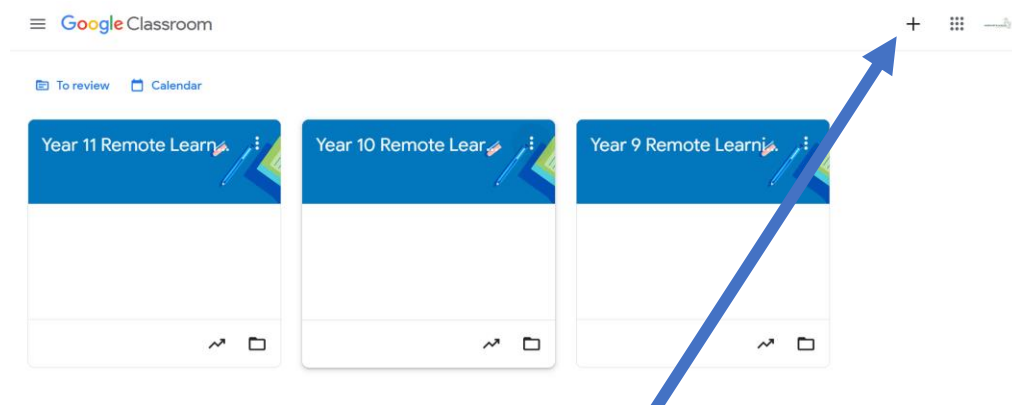 Google Classroom
To review Calendar
Year 11 Remote Learn
Year 10 Remote Lear
Year 9 Remote Learni